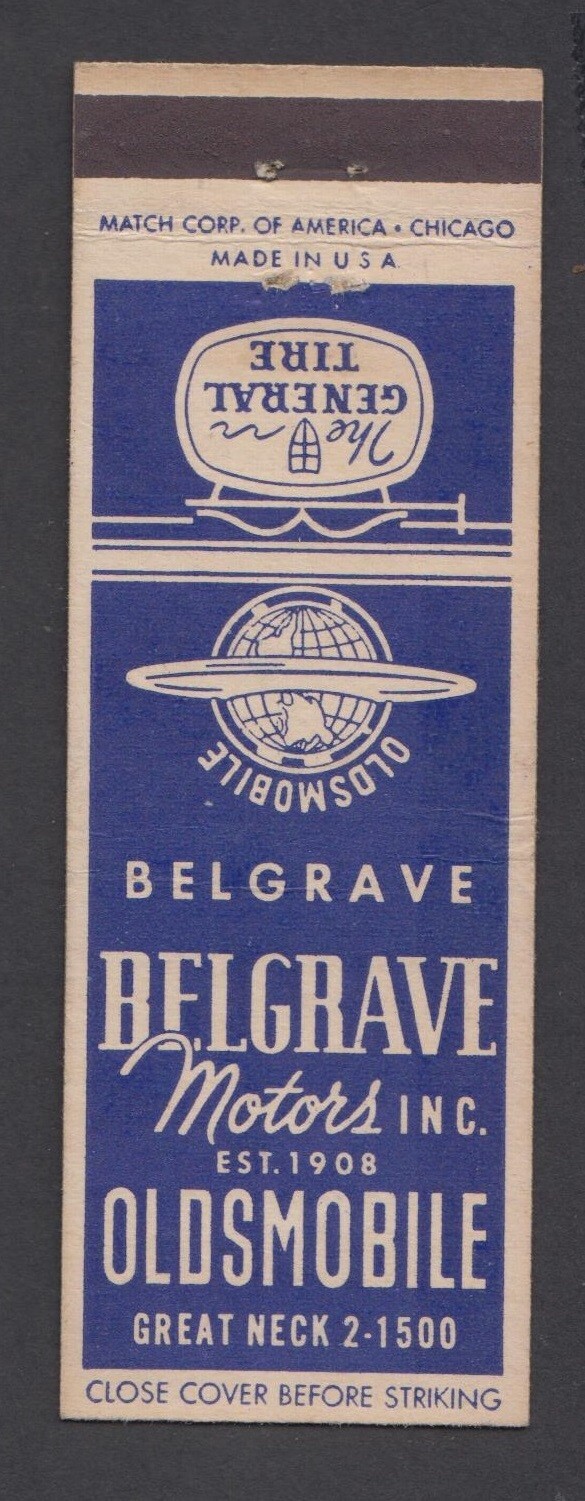 MATCH CORP. OF AMERICA • CHICAGO
MADE IN U S A
The
GENERAL
TIRE
OLDSMOBILE
BELGRAVE
BELGRAVE
Motors INC.
EST. 1908
OLDSMOBILE
GREAT NECK 2-1500
CLOSE COVER BEFORE STRIKING